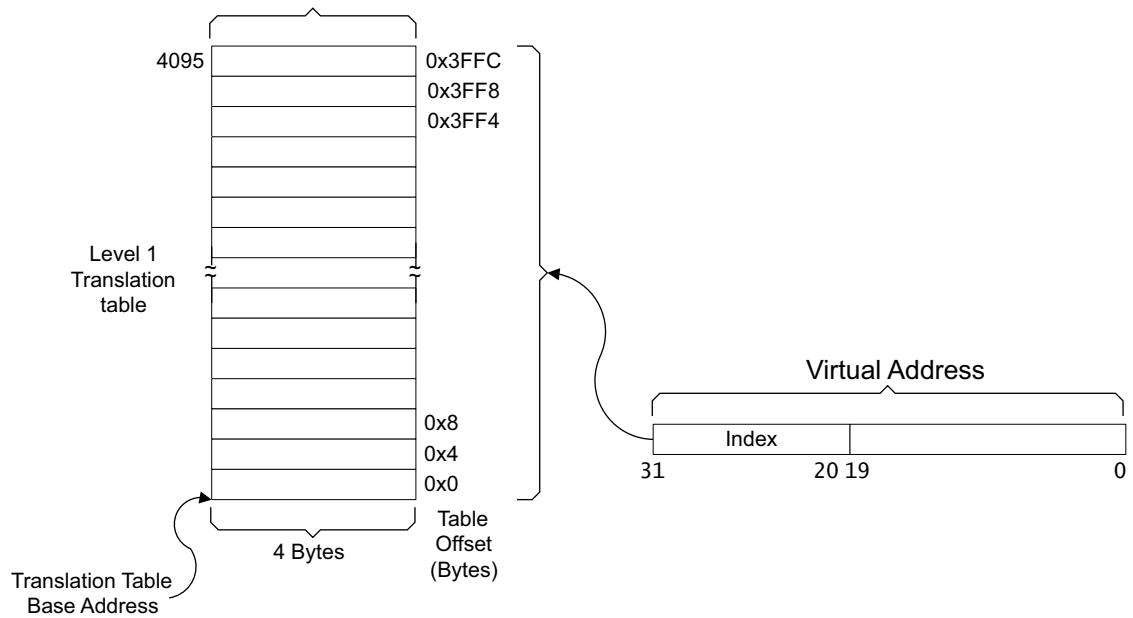 4095
0x3FFC
0x3FF8
0x3FF4
Level 1
Translation
table
≈
≈
Virtual Address
0x8
0x4
0x0
Index
31
20 19
0
Table
Offset
(Bytes)
4 Bytes
Translation Table
Base Address